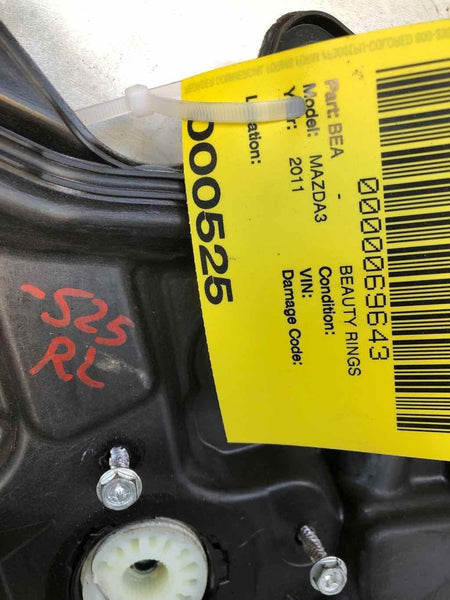 0000069643
Part: BEA - BEAUTY RINGS
Model: MAZDA3 Condition:
Year: 2011 VIN:
Location: Damage Code:
000525
-525
RL